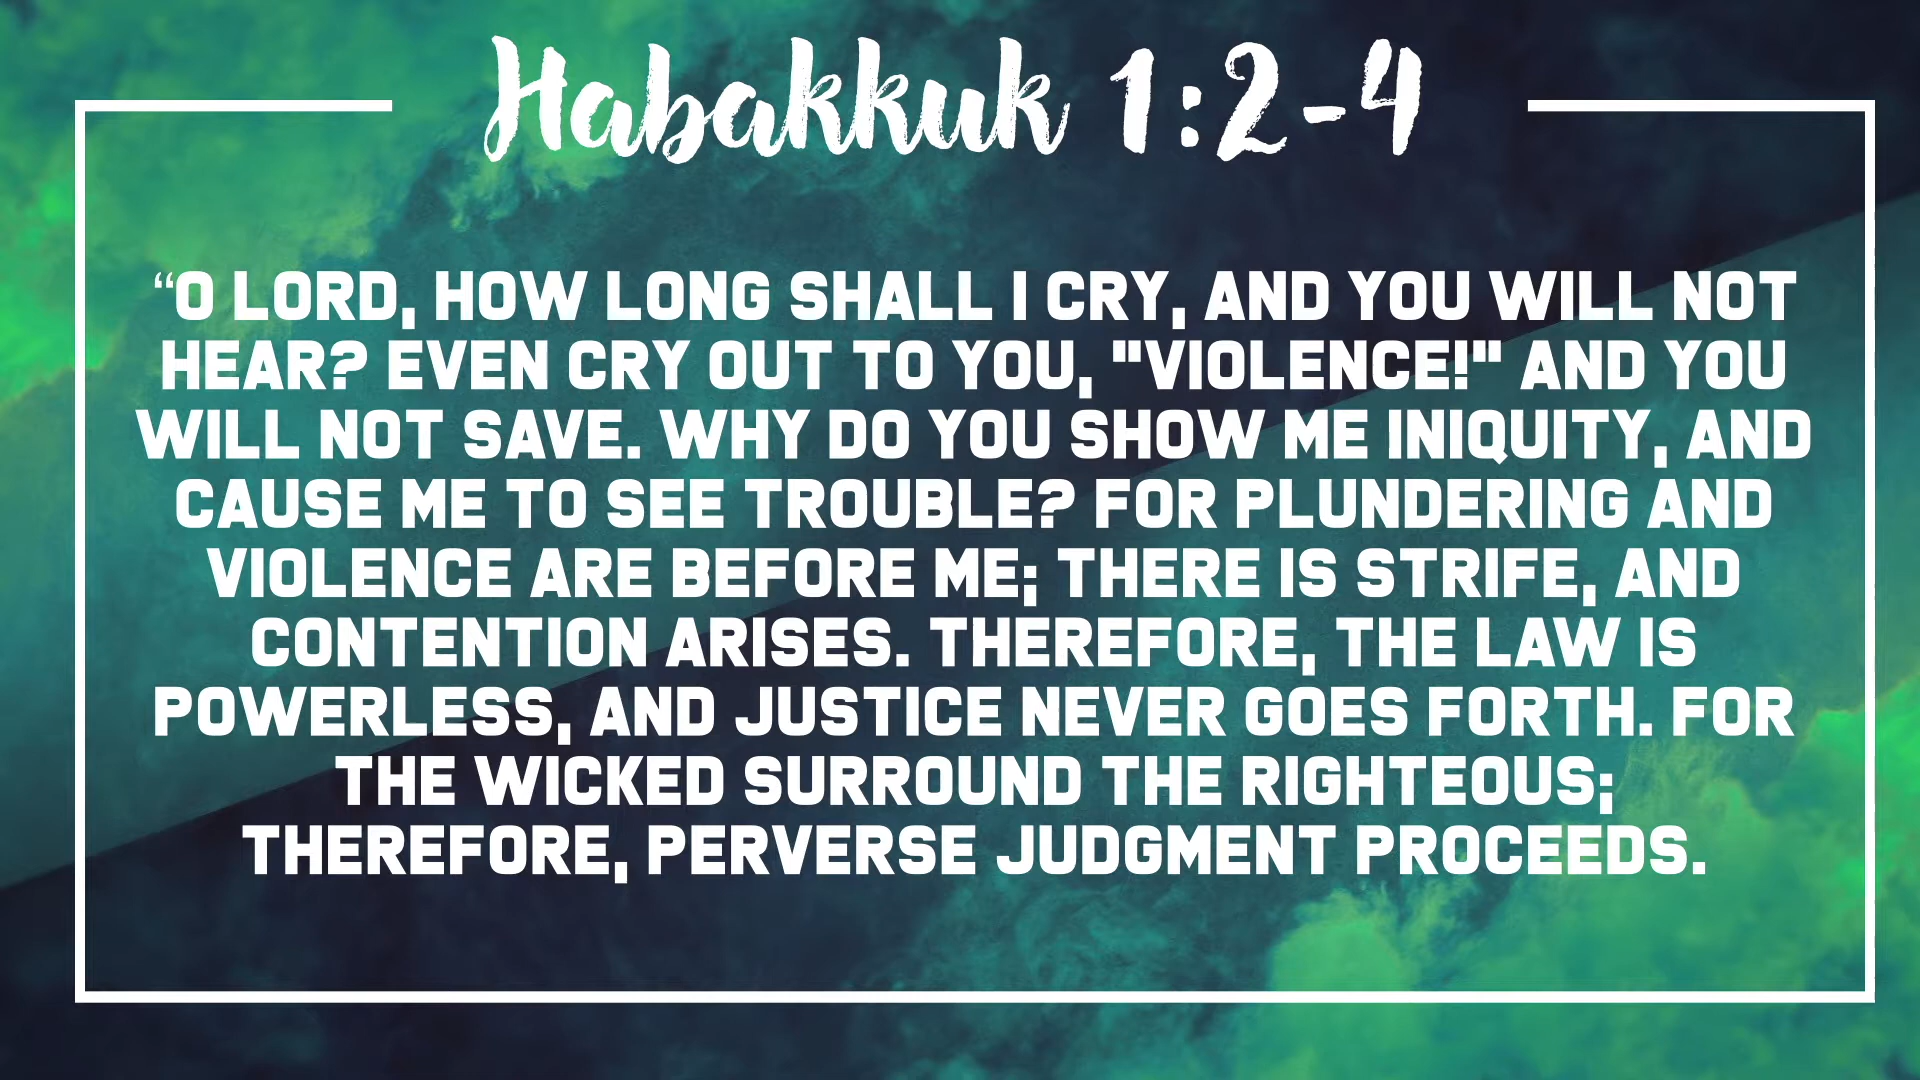 Habakkuk 1:2-4
“O LORD, HOW LONG SHALL I CRY, AND YOU WILL NOT
HEAR? EVEN CRY OUT TO YOU, "VIOLENCE!" AND YOU
WILL NOT SAVE. WHY DO YOU SHOW ME INIQUITY, AND
CAUSE ME TO SEE TROUBLE? FOR PLUNDERING AND
VIOLENCE ARE BEFORE ME; THERE IS STRIFE, AND
CONTENTION ARISES. THEREFORE, THE LAW IS
POWERLESS, AND JUSTICE NEVER GOES FORTH. FOR
THE WICKED SURROUND THE RIGHTEOUS;
THEREFORE, PERVERSE JUDGMENT PROCEEDS.